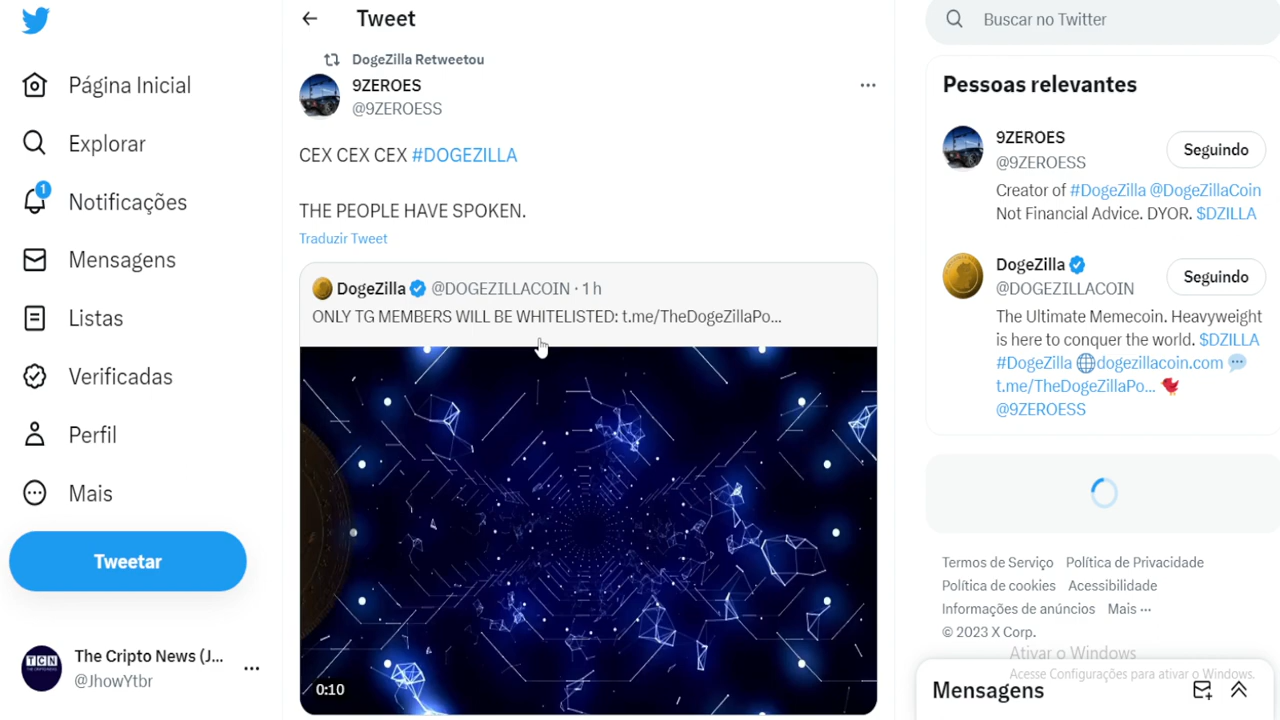 Tweet
Buscar no Twitter
Página Inicial
Explorar
1
Notificações
Mensagens
Listas
Verificadas
Perfil
Mais
Tweetar
The Cripto News (J...
@JhowYtbr
TCN
DogeZilla Retweetou
9ZEROES
@9ZEROESS
CEX CEX CEX #DOGEZILLA
THE PEOPLE HAVE SPOKEN.
Traduzir Tweet
DogeZilla @DOGEZILLACOIN · 1 h
ONLY TG MEMBERS WILL BE WHITELISTED: t.me/TheDogeZillaPo...
0:10
Pessoas relevantes
9ZEROES
@9ZEROESS
Seguindo
Creator of #DogeZilla @DogeZillaCoin
Not Financial Advice. DYOR. $DZILLA
DogeZilla
@DOGEZILLACOIN
Seguindo
The Ultimate Memecoin. Heavyweight
is here to conquer the world. $DZILLA
#DogeZilla dogezillacoin.com
t.me/TheDogeZillaPo...
@9ZEROESS
Termos de Serviço Política de Privacidade
Política de cookies Acessibilidade
Informações de anúncios Mais ···
© 2023 X Corp.
Ativar o Windows
Acesse Configurações para ativar o Windows.
Mensagens